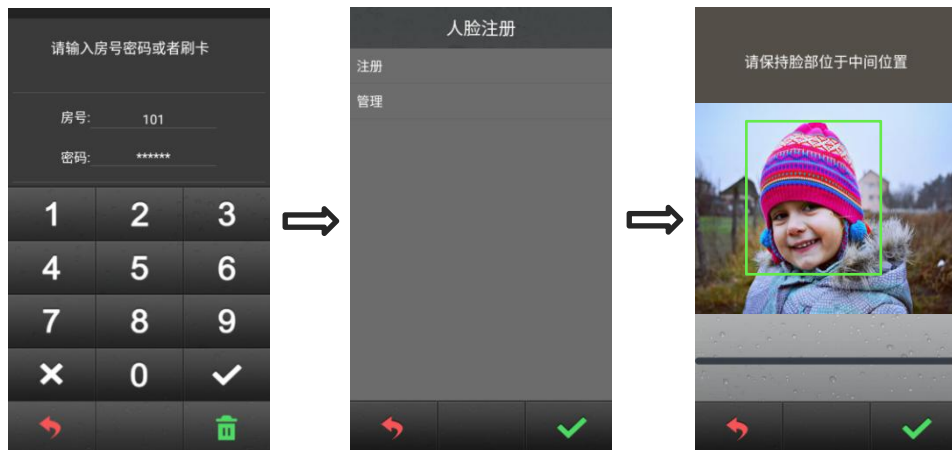 请输入房号密码或者刷卡
房号: 101
密码: ******
1 2 3
4 5 6
7 8 9
0
人脸注册
注册
管理
请保持脸部位于中间位置